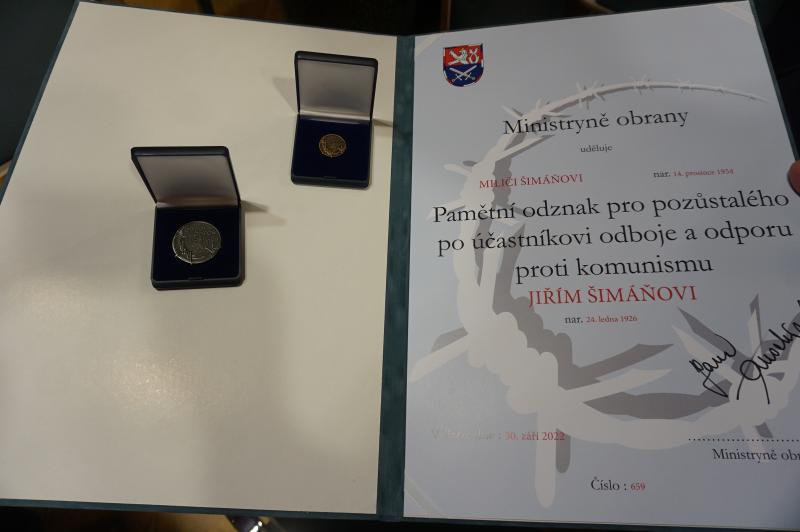 Ministryně obrany
uděluje
MILIČI ŠIMÁŇOVI nar. 14. prosince 1954
Pamětní odznak pro pozůstalého
po účastníkovi odboje a odporu
proti komunismu
JIŘÍM ŠIMÁŇOVI
nar. 24. ledna 1926
: 30. září 2022
Ministryně obra
Číslo : 659